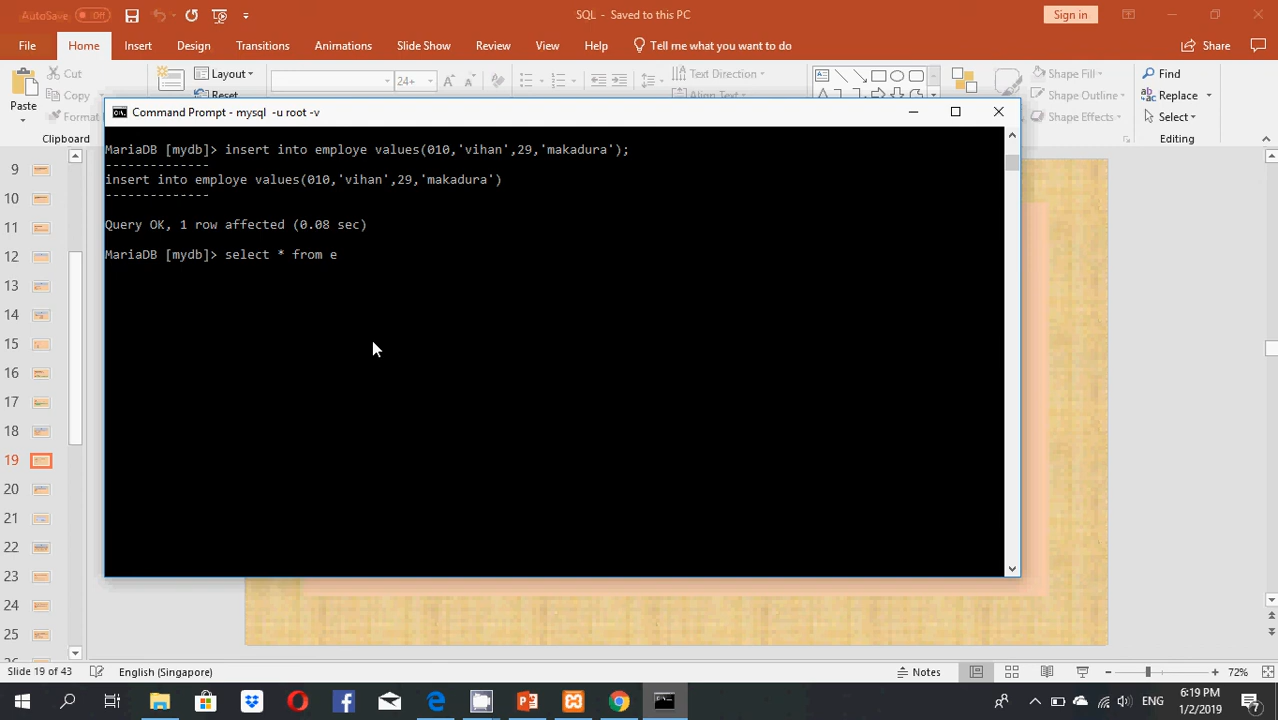 AutoSave Off
SQL - Saved to this PC
Sign in
File Home Insert Design Transitions Animations Slide Show Review View Help Tell me what you want to do Share
Paste
Cut
Copy
Format
Clipboard
Layout
Reset
24+
Text Direction
Align Text
Shape Fill
Shape Outline
Shape Effects
Find
Replace
Select
Editing
Command Prompt - mysql -u root -v
MariaDB [mydb]> insert into employe values(010,'vihan',29,'makadura');
--------------
insert into employe values(010,'vihan',29,'makadura')
--------------
Query OK, 1 row affected (0.08 sec)
MariaDB [mydb]> select * from e
9
10
11
12
13
14
15
16
17
18
19
20
21
22
23
24
25
Slide 19 of 43
English (Singapore)
Notes
72%
ENG
6:19 PM
1/2/2019
7